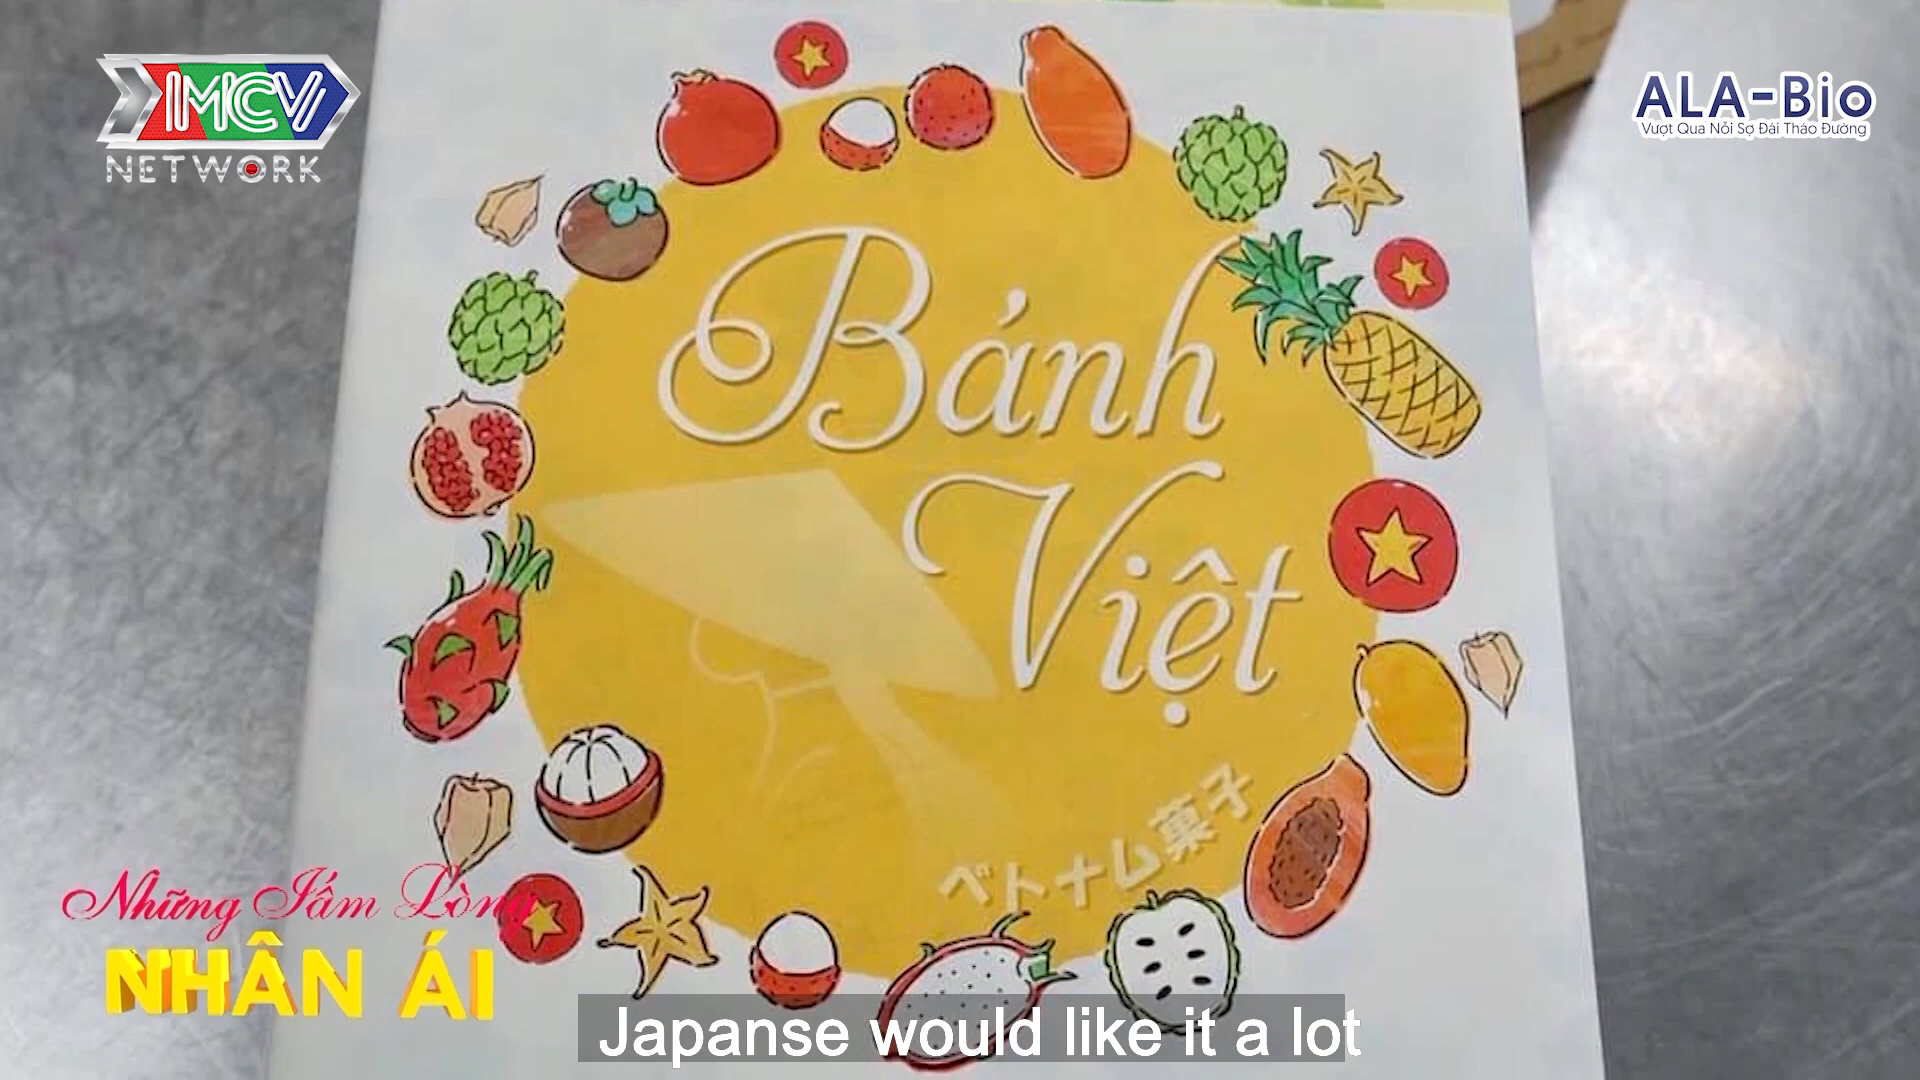 MCV
NETWORK
ALA-Bio
Vượt Qua Nỗi Sợ Đái Tháo Đường
Bánh
Việt
ベトナム菓子
Những Tấm Lòng
NHÂN ÁI
Japanse would like it a lot